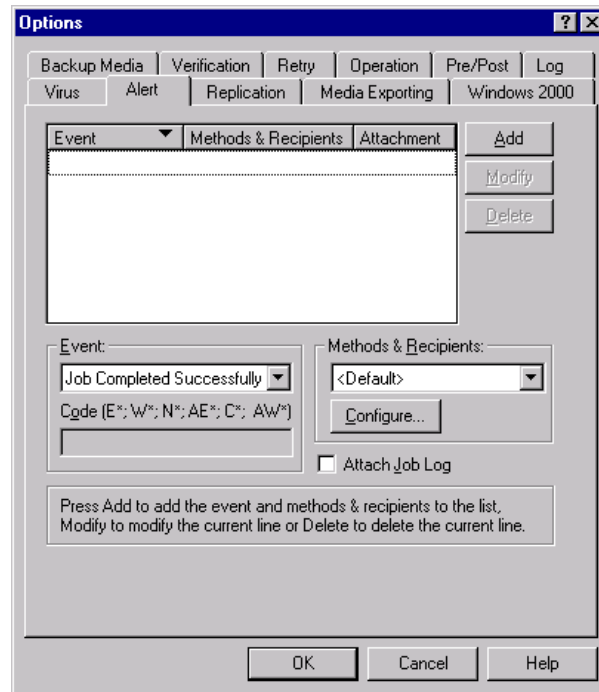 Options
Backup Media Verification Retry Operation Pre/Post Log
Virus Alert Replication Media Exporting Windows 2000
Event Methods & Recipients Attachment
Add
Modify
Delete
Event:
Job Completed Successfully
Code (E*; W*; N*; AE*; C*; AW*)
Methods & Recipients:
<Default>
Configure...
Attach Job Log
Press Add to add the event and methods & recipients to the list,
Modify to modify the current line or Delete to delete the current line.
OK Cancel Help